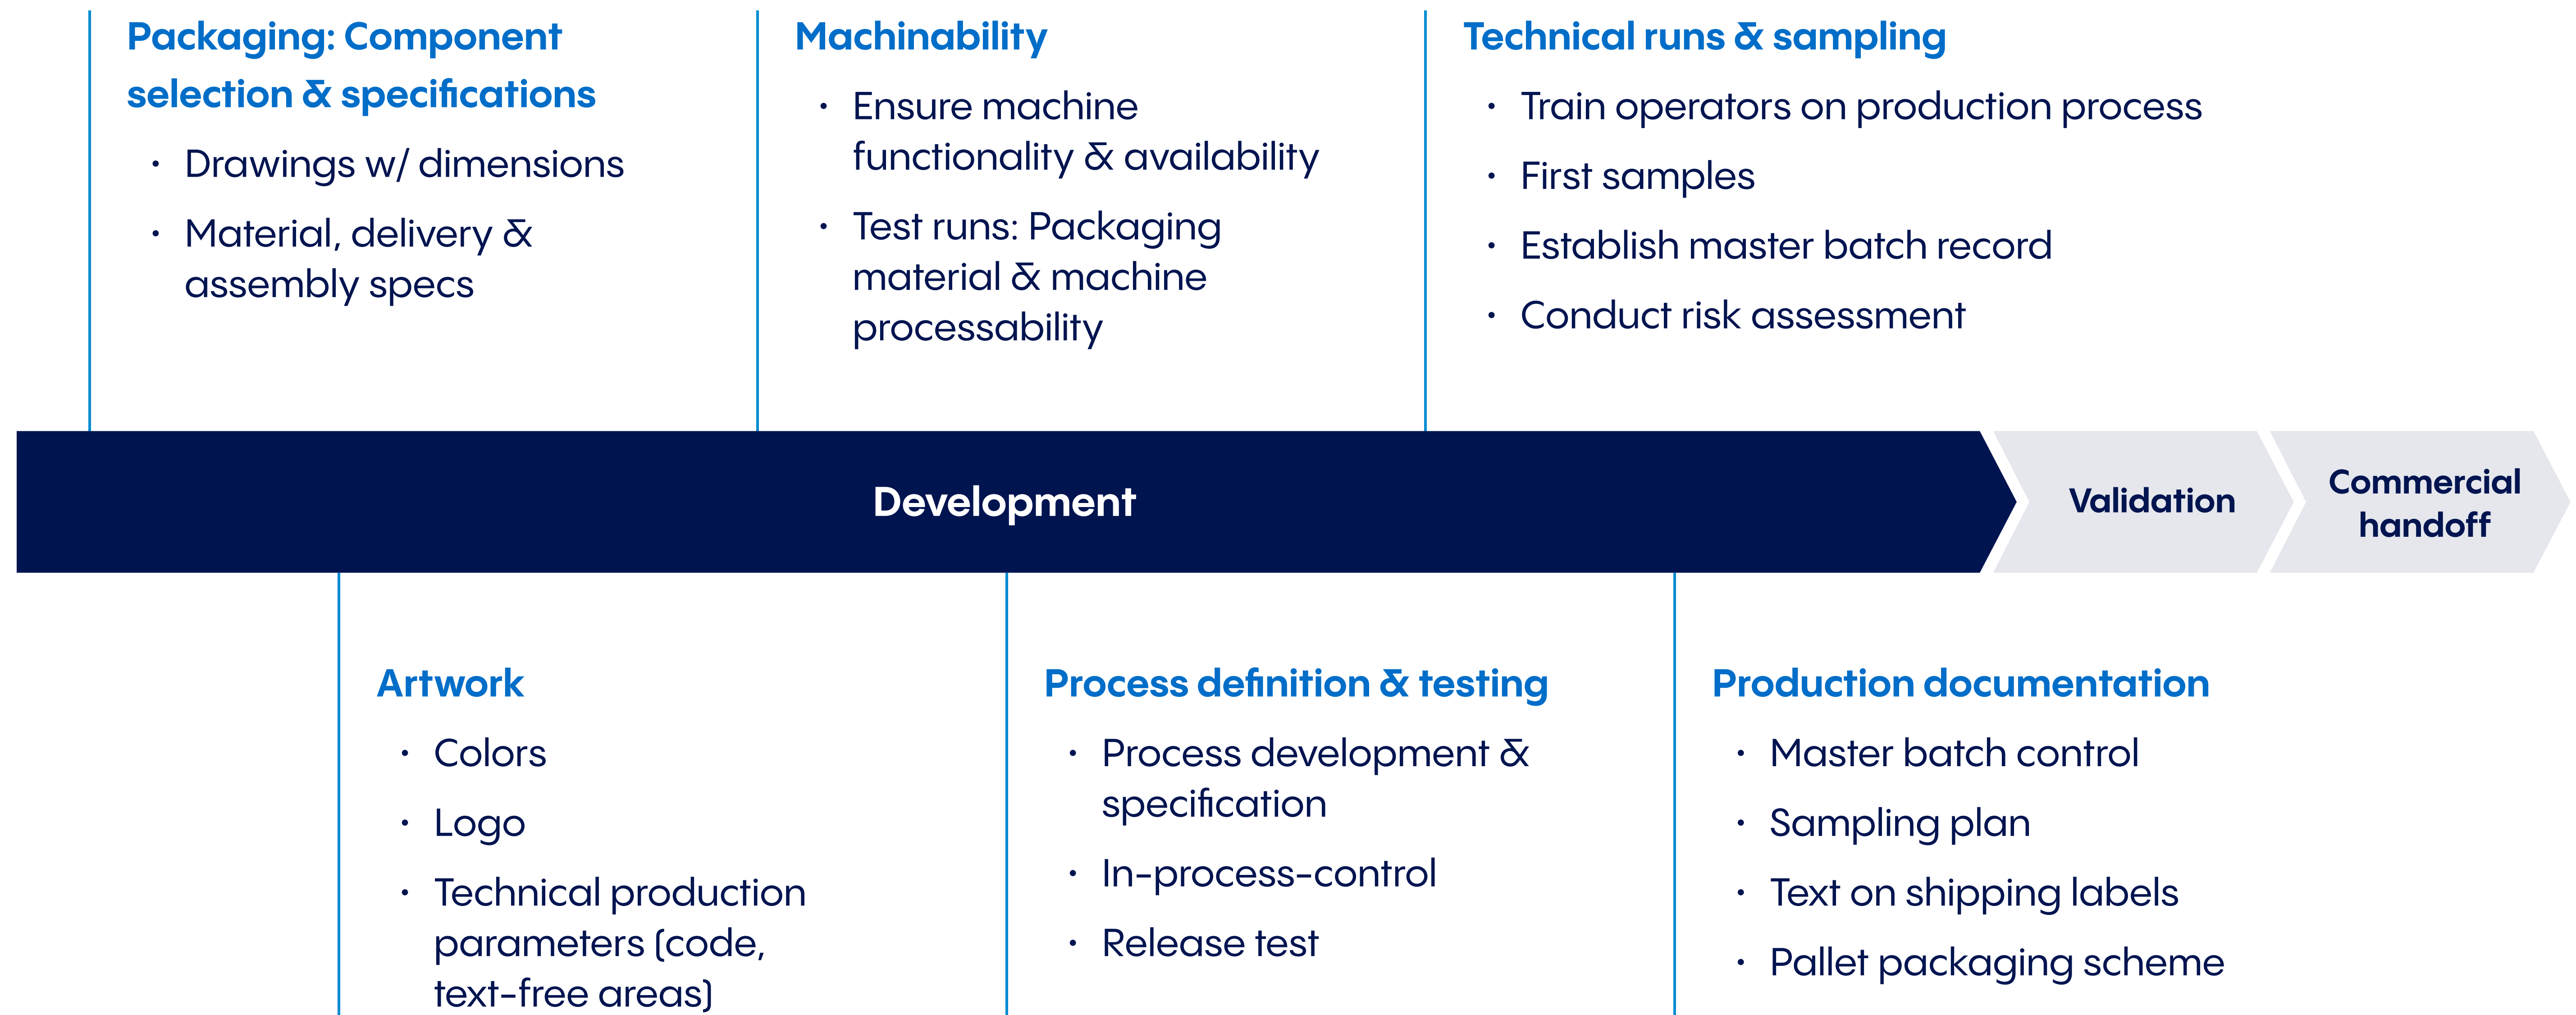 Packaging: Component
selection & specifications
· Drawings w/ dimensions
· Material, delivery &
assembly specs
Machinability
· Ensure machine
functionality & availability
· Test runs: Packaging
material & machine
processability
Technical runs & sampling
· Train operators on production process
· First samples
· Establish master batch record
· Conduct risk assessment
Development
Validation
Commercial
handoff
Artwork
· Colors
· Logo
· Technical production
parameters (code,
text-free areas)
Process definition & testing
· Process development &
specification
· In-process-control
· Release test
Production documentation
· Master batch control
· Sampling plan
· Text on shipping labels
· Pallet packaging scheme